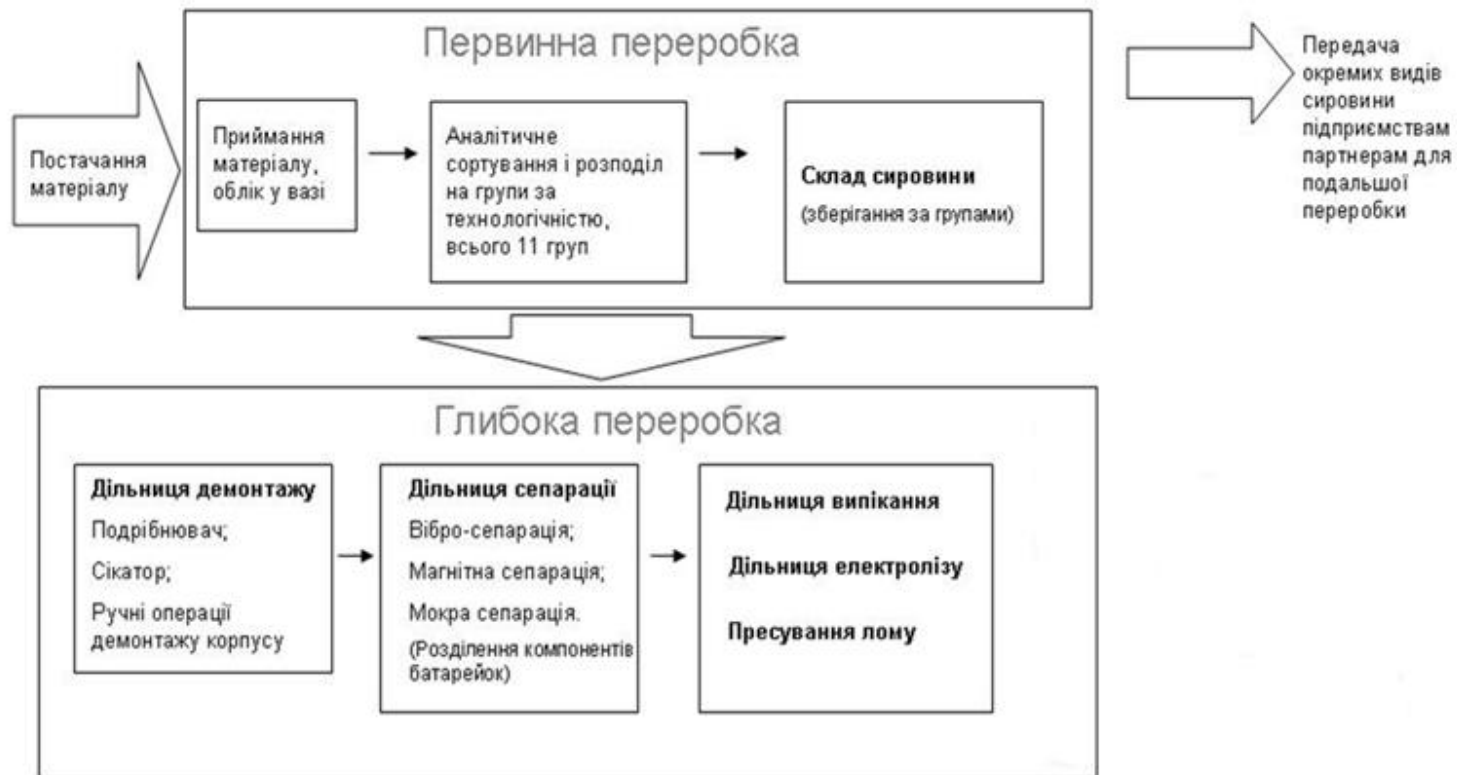 Первинна переробка
Постачання
матеріалу
Приймання
матеріалу,
облік у вазі
Аналітичне
сортування і розподіл
на групи за
технологічністю,
всього 11 груп
Склад сировини
(зберігання за групами)
Передача
окремих видів
сировини
підприємствам
партнерам для
подальшої
переробки
Глибока переробка
Дільниця демонтажу
Подрібнювач;
Сікатор;
Ручні операції
демонтажу корпусу
Дільниця сепарації
Вібро-сепарація;
Магнітна сепарація;
Мокра сепарація.
(Розділення компонентів
батарейок)
Дільниця випікання
Дільниця електролізу
Пресування лому